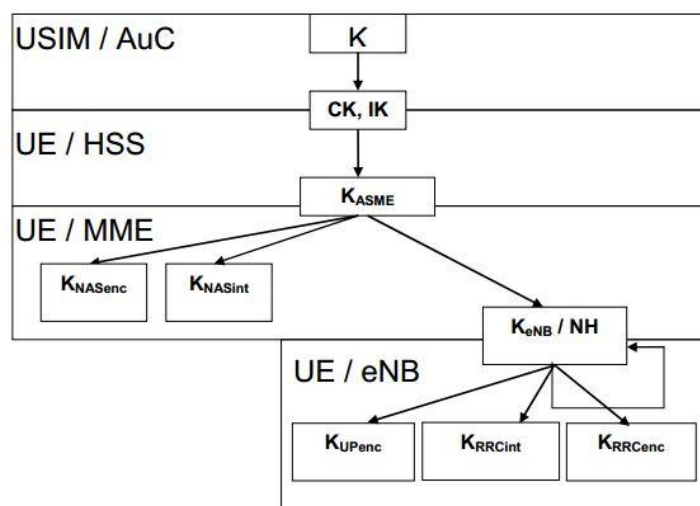 USIM / AuC
K
CK, IK
UE / HSS
KASME
UE / MME
KNASenc
KNASint
KeNB / NH
UE / eNB
KUPenc
KRRCint
KRRCenc